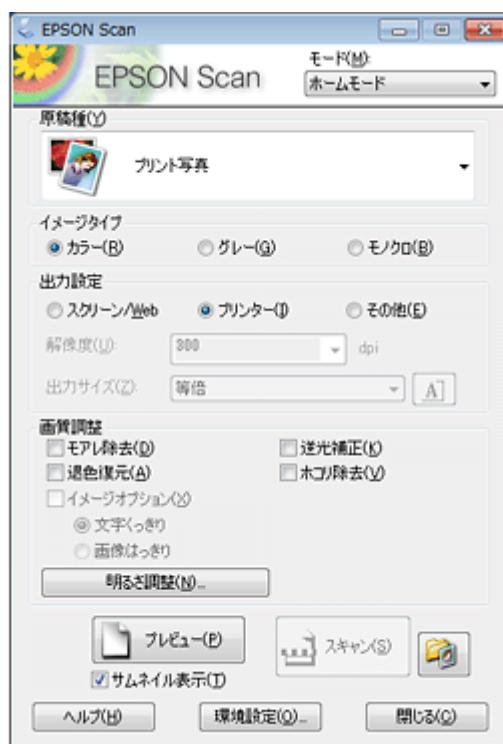 EPSON Scan
EPSON Scan
モード(M):
ホームモード
原稿種(Y)
プリント写真
イメージタイプ
カラー(R) グレー(G) モノクロ(B)
出力設定
スクリーン/Web プリンター(I) その他(E)
解像度(U): 300 dpi
出力サイズ(Z): 等倍 A
画質調整
モアレ除去(D) 逆光補正(K)
退色復元(A) ホコリ除去(V)
イメージオプション(X)
文字くっきり
画像はっきり
明るさ調整(N)...
プレビュー(P) スキャン(S)
サムネイル表示(T)
ヘルプ(H) 環境設定(O)... 閉じる(C)